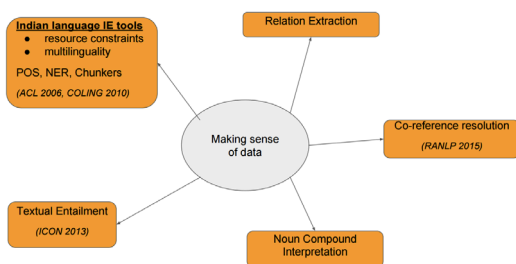 Indian language IE tools
● resource constraints
● multilinguality
POS, NER, Chunkers
(ACL 2006, COLING 2010)
Relation Extraction
Making sense
of data
Co-reference resolution
(RANLP 2015)
Textual Entailment
(ICON 2013)
Noun Compound
Interpretation